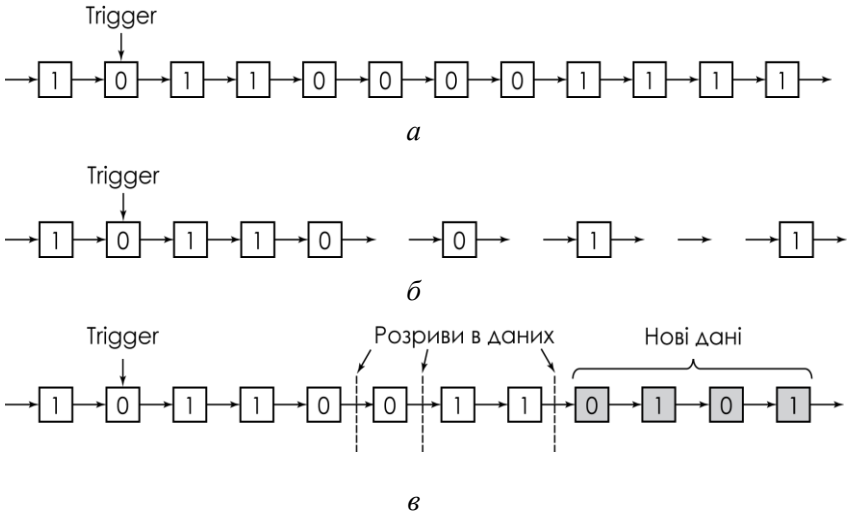 Trigger
1 0 1 1 0 0 0 0 1 1 1 1
а
Trigger
1 0 1 1 0 0 1 1
б
Trigger Розриви в даних Нові дані
1 0 1 1 0 0 1 1 0 1 0 1
в